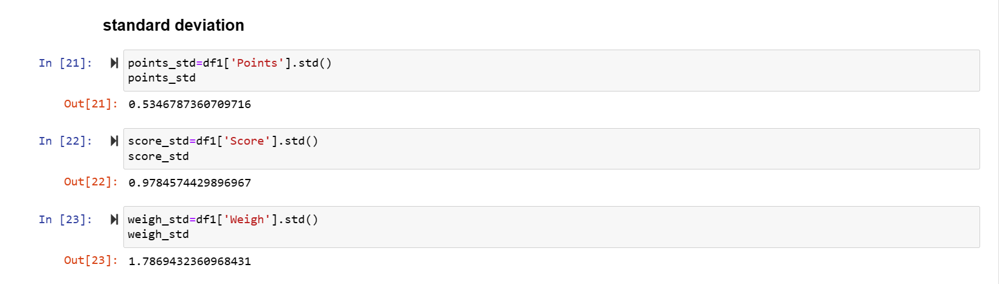 standard deviation
In [21]: points_std=df1['Points'].std()
points_std
Out[21]: 0.5346787360709716
In [22]: score_std=df1['Score'].std()
score_std
Out[22]: 0.9784574429896967
In [23]: weigh_std=df1['Weigh'].std()
weigh_std
Out[23]: 1.7869432360968431